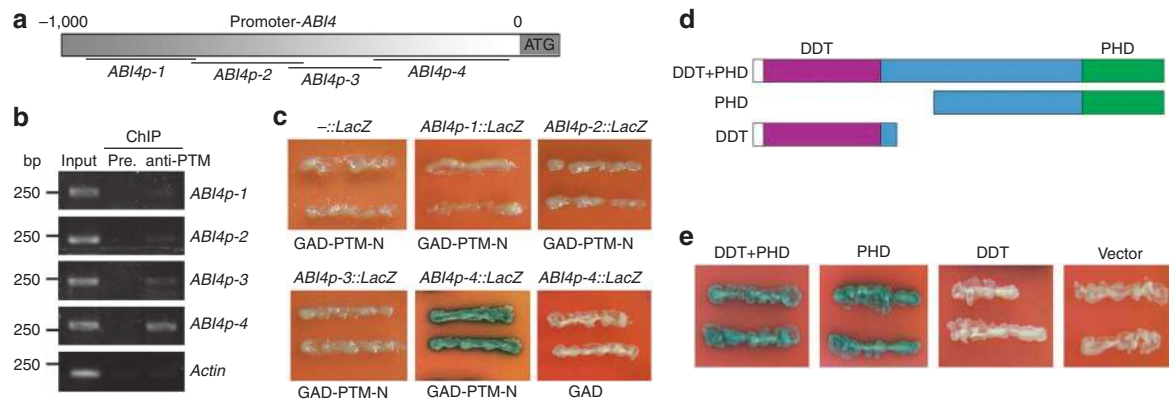 a
−1,000
Promoter-ABI4
0
ATG
ABI4p-1
ABI4p-2
ABI4p-3
ABI4p-4
b
ChIP
bp
Input
Pre.
anti-PTM
250
ABI4p-1
250
ABI4p-2
250
ABI4p-3
250
ABI4p-4
250
Actin
c
–::LacZ
ABI4p-1::LacZ
ABI4p-2::LacZ
GAD-PTM-N
GAD-PTM-N
GAD-PTM-N
ABI4p-3::LacZ
ABI4p-4::LacZ
ABI4p-4::LacZ
GAD-PTM-N
GAD-PTM-N
GAD
d
DDT
PHD
DDT+PHD
PHD
DDT
e
DDT+PHD
PHD
DDT
Vector